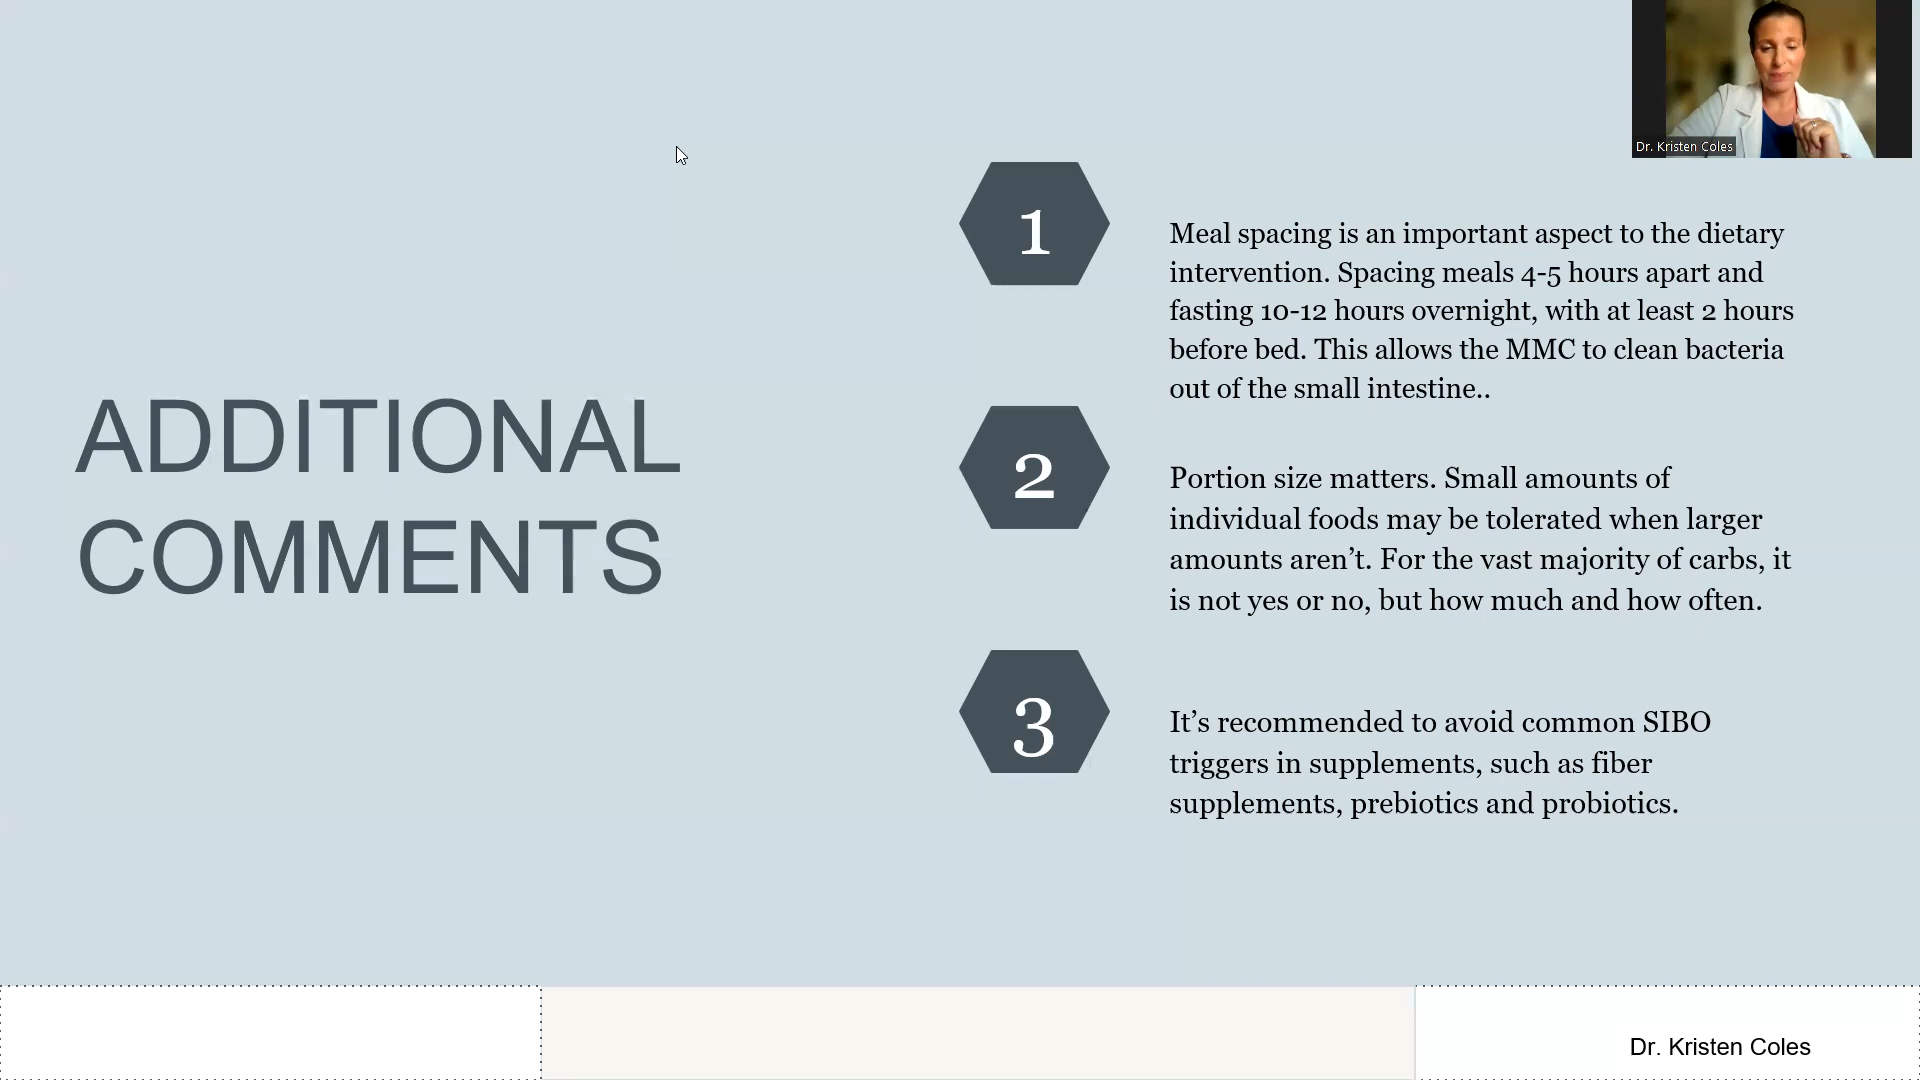 Dr. Kristen Coles
ADDITIONAL
COMMENTS
1
Meal spacing is an important aspect to the dietary
intervention. Spacing meals 4-5 hours apart and
fasting 10-12 hours overnight, with at least 2 hours
before bed. This allows the MMC to clean bacteria
out of the small intestine..
2
Portion size matters. Small amounts of
individual foods may be tolerated when larger
amounts aren’t. For the vast majority of carbs, it
is not yes or no, but how much and how often.
3
It’s recommended to avoid common SIBO
triggers in supplements, such as fiber
supplements, prebiotics and probiotics.
Dr. Kristen Coles